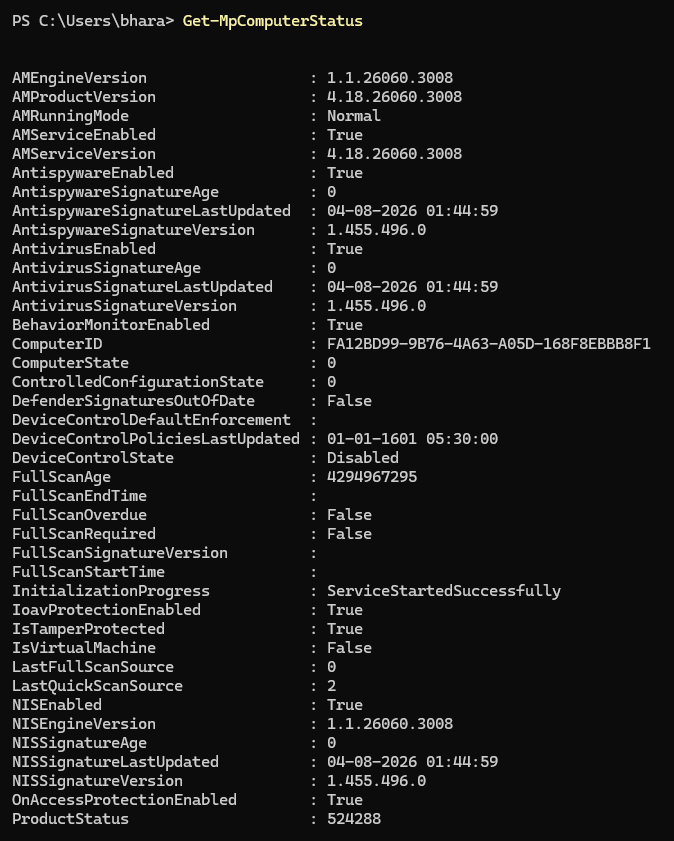 PS C:\Users\bhara> Get-MpComputerStatus
AMEngineVersion : 1.1.26060.3008
AMProductVersion : 4.18.26060.3008
AMRunningMode : Normal
AMServiceEnabled : True
AMServiceVersion : 4.18.26060.3008
AntispywareEnabled : True
AntispywareSignatureAge : 0
AntispywareSignatureLastUpdated : 04-08-2026 01:44:59
AntispywareSignatureVersion : 1.455.496.0
AntivirusEnabled : True
AntivirusSignatureAge : 0
AntivirusSignatureLastUpdated : 04-08-2026 01:44:59
AntivirusSignatureVersion : 1.455.496.0
BehaviorMonitorEnabled : True
ComputerID : FA12BD99-9B76-4A63-A05D-168F8EBBB8F1
ComputerState : 0
ControlledConfigurationState : 0
DefenderSignaturesOutOfDate : False
DeviceControlDefaultEnforcement :
DeviceControlPoliciesLastUpdated : 01-01-1601 05:30:00
DeviceControlState : Disabled
FullScanAge : 4294967295
FullScanEndTime :
FullScanOverdue : False
FullScanRequired : False
FullScanSignatureVersion :
FullScanStartTime :
InitializationProgress : ServiceStartedSuccessfully
IoavProtectionEnabled : True
IsTamperProtected : True
IsVirtualMachine : False
LastFullScanSource : 0
LastQuickScanSource : 2
NISEnabled : True
NISEngineVersion : 1.1.26060.3008
NISSignatureAge : 0
NISSignatureLastUpdated : 04-08-2026 01:44:59
NISSignatureVersion : 1.455.496.0
OnAccessProtectionEnabled : True
ProductStatus : 524288